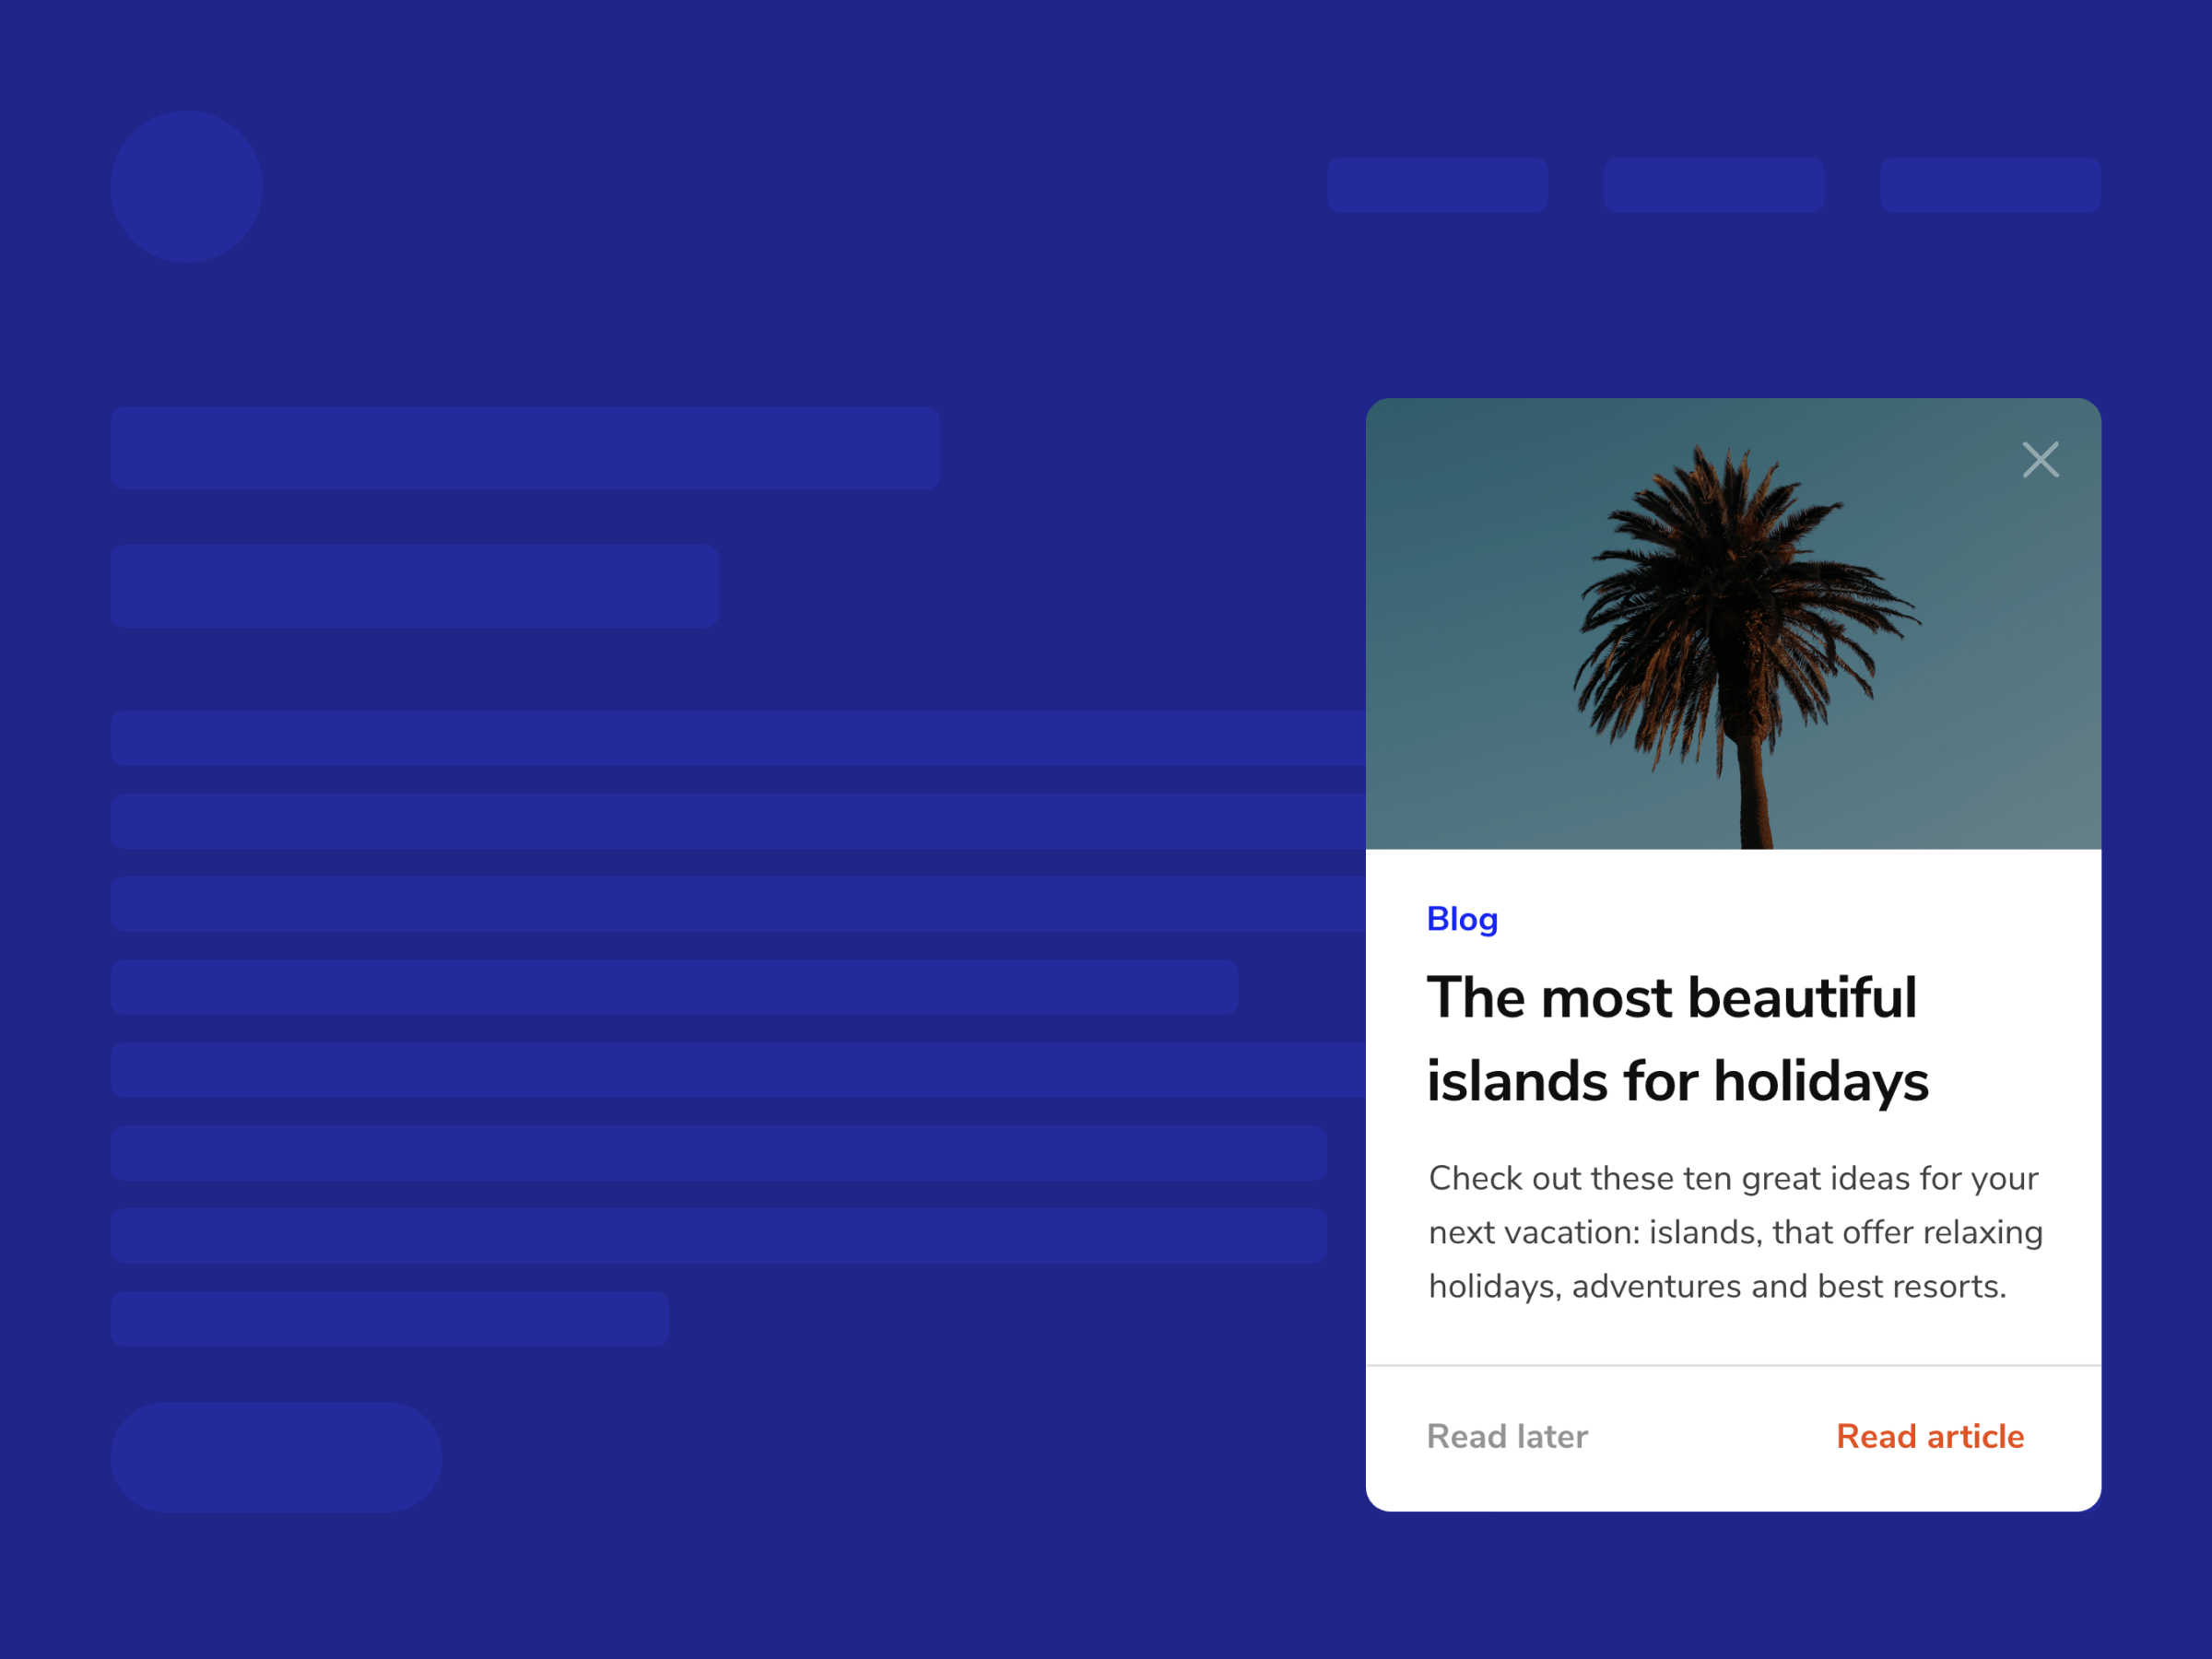 Blog
The most beautiful
islands for holidays
Check out these ten great ideas for your
next vacation: islands, that offer relaxing
holidays, adventures and best resorts.
Read later
Read article